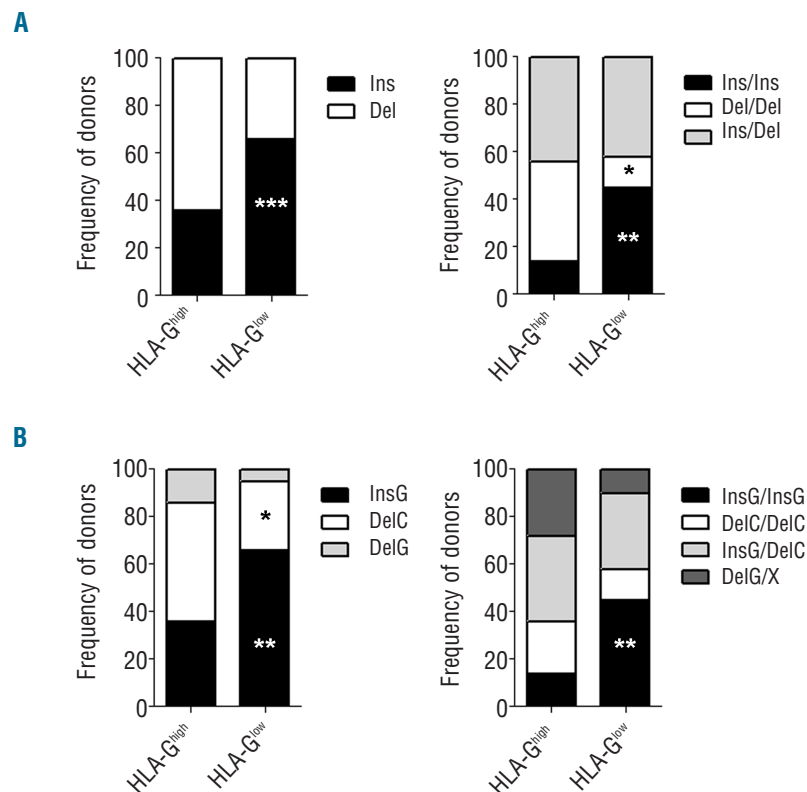 A
Frequency of donors
100
80
60
40
20
0
***
HLA-Ghigh
HLA-Glow
Ins
Del
Frequency of donors
100
80
60
40
20
0
*
**
HLA-Ghigh
HLA-Glow
Ins/Ins
Del/Del
Ins/Del
B
Frequency of donors
100
80
60
40
20
0
*
**
HLA-Ghigh
HLA-Glow
InsG
DelC
DelG
Frequency of donors
100
80
60
40
20
0
**
HLA-Ghigh
HLA-Glow
InsG/InsG
DelC/DelC
InsG/DelC
DelG/X